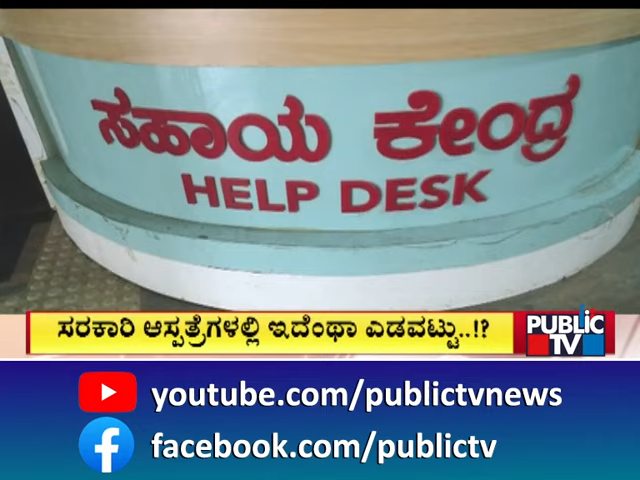 ಸಹಾಯ ಕೇಂದ್ರ
HELP DESK
ಸರಕಾರಿ ಆಸ್ಪತ್ರೆಗಳಲ್ಲಿ ಇದೆಂಥಾ ಎಡವಟ್ಟು..!?
PUBLiC
TV
youtube.com/publictvnews
facebook.com/publictv